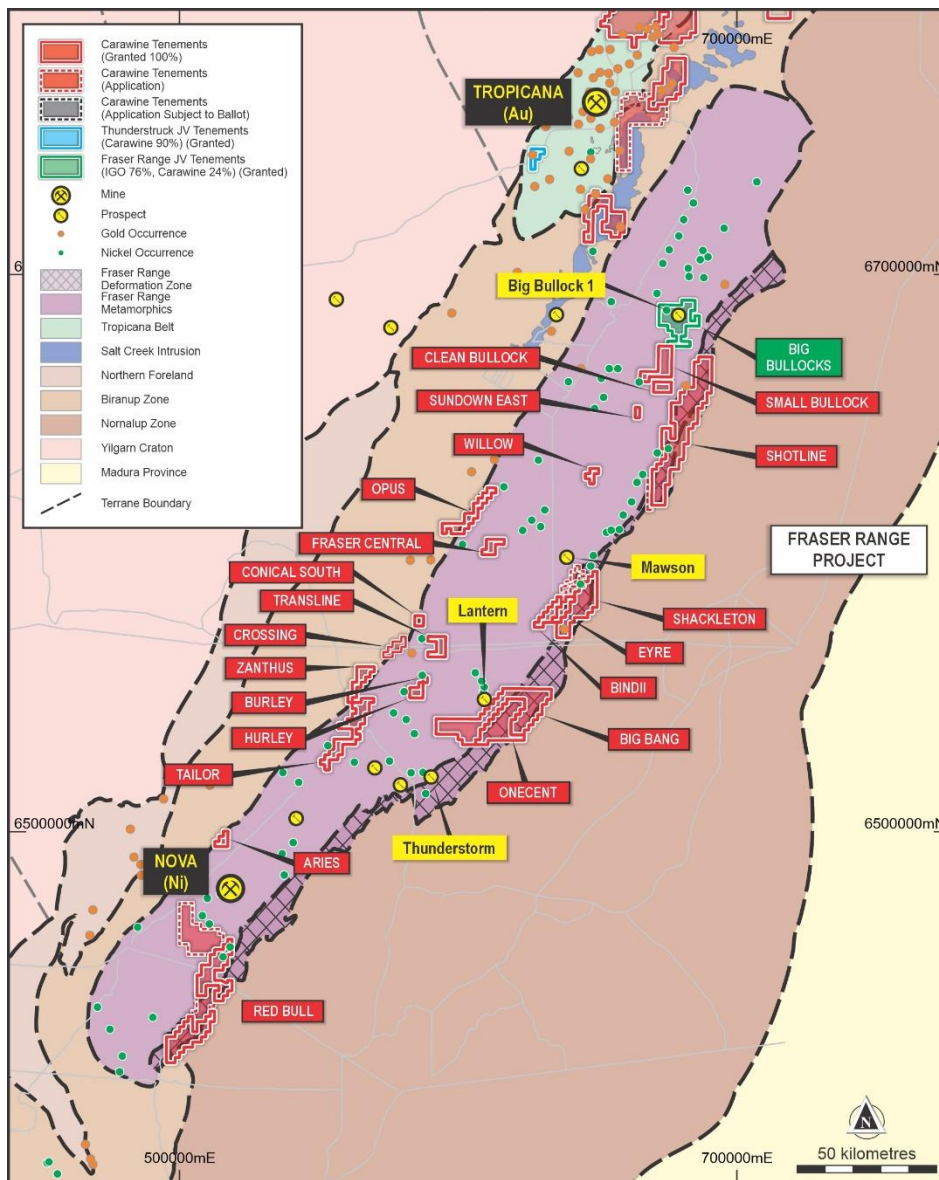 Carawine Tenements
(Granted 100%)
Carawine Tenements
(Application)
Carawine Tenements
(Application Subject to Ballot)
Thunderstruck JV Tenements
(Carawine 90%) (Granted)
Fraser Range JV Tenements
(IGO 76%, Carawine 24%) (Granted)
Mine
Prospect
Gold Occurrence
Nickel Occurrence
Fraser Range
Deformation Zone
Fraser Range
Metamorphics
Tropicana Belt
Salt Creek Intrusion
Northern Foreland
Biranup Zone
Nornalup Zone
Yilgarn Craton
Madura Province
Terrane Boundary
700000mE
TROPICANA
(Au)
6700000mN
Big Bullock 1
BIG
BULLOCKS
CLEAN BULLOCK
SMALL BULLOCK
SUNDOWN EAST
WILLOW
SHOTLINE
OPUS
FRASER CENTRAL
FRASER RANGE
PROJECT
CONICAL SOUTH
Mawson
TRANSLINE
Lantern
SHACKLETON
CROSSING
EYRE
ZANTHUS
BINDII
BURLEY
HURLEY
BIG BANG
TAILOR
ONECENT
6500000mN
6500000mN
Thunderstorm
NOVA
(Ni)
ARIES
RED BULL
N
500000mE
700000mE
50 kilometres